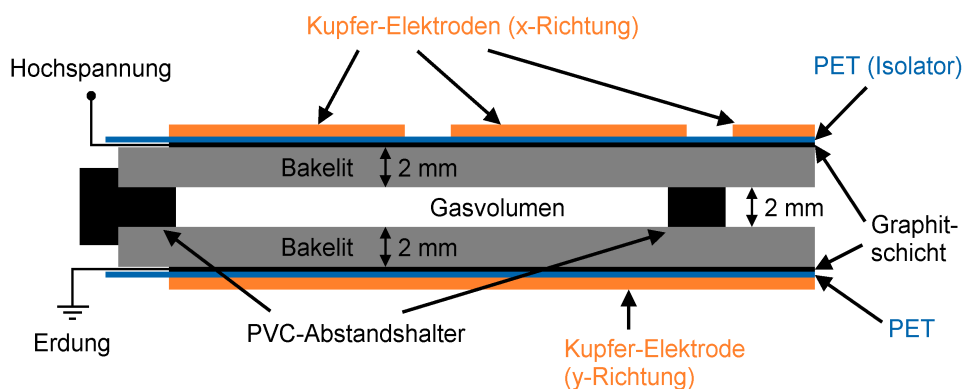 Kupfer-Elektroden (x-Richtung)
Hochspannung
PET (Isolator)
Bakelit
2 mm
Gasvolumen
2 mm
Graphit-
schicht
Bakelit
2 mm
Erdung
PVC-Abstandshalter
PET
Kupfer-Elektrode
(y-Richtung)